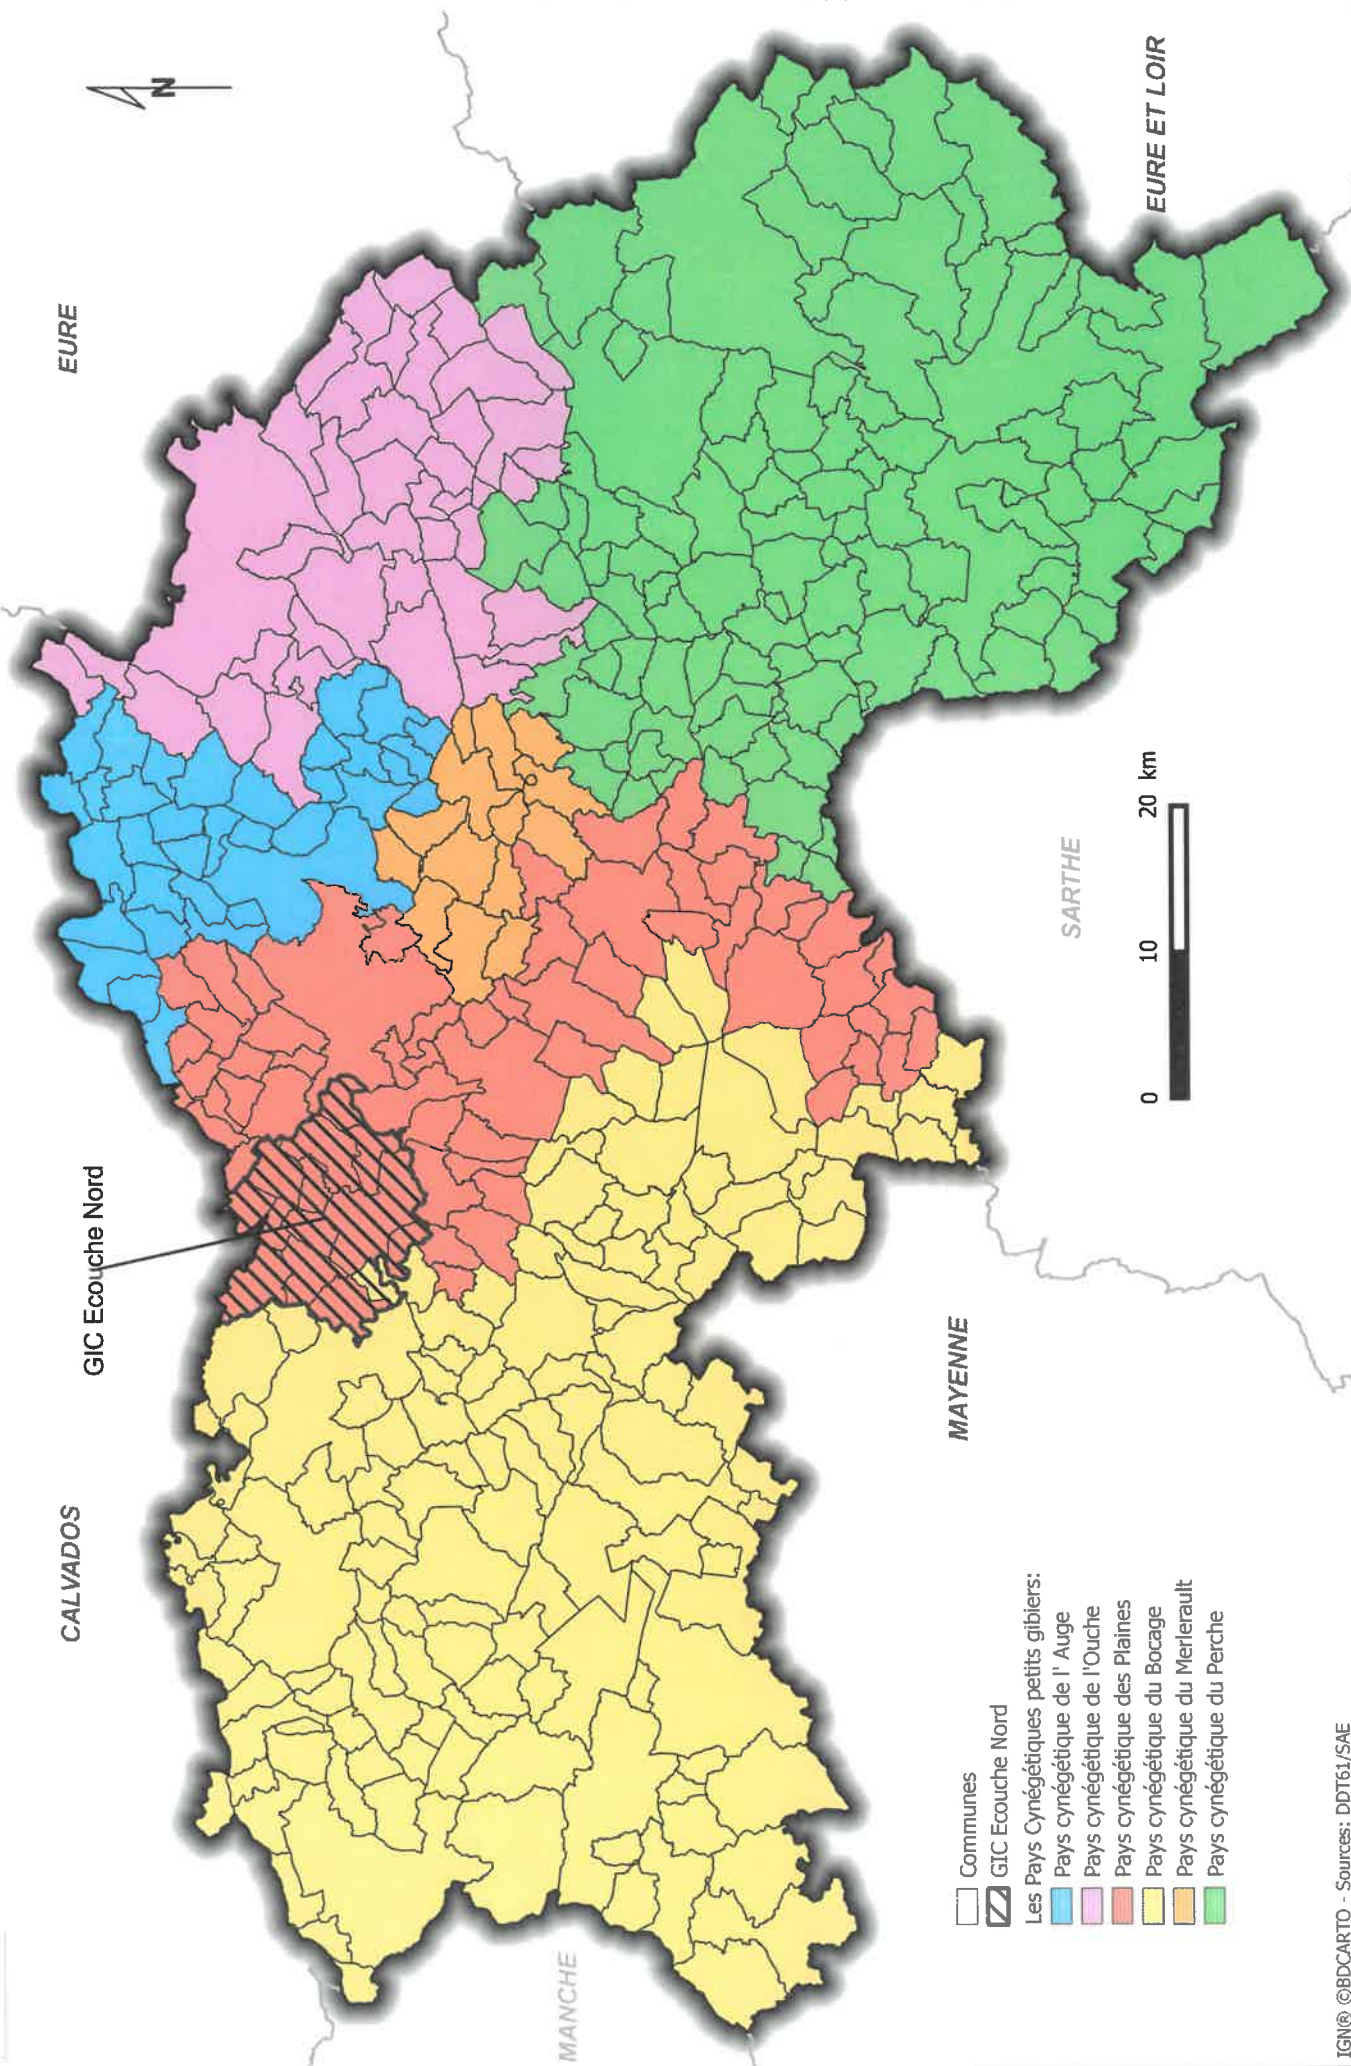 EURE
EURE ET LOIR
CALVADOS
GIC Ecouche Nord
N
MANCHE
MAYENNE
SARTHE
0 10 20 km
Communes
GIC Ecouche Nord
Les Pays Cynégétiques petits gibiers:
Pays cynégétique de l' Auge
Pays cynégétique de l'Ouche
Pays cynégétique des Plaines
Pays cynégétique du Bocage
Pays cynégétique du Merlerault
Pays cynégétique du Perche
IGN® ©BDCARTO - Sources: DDT61/SAE